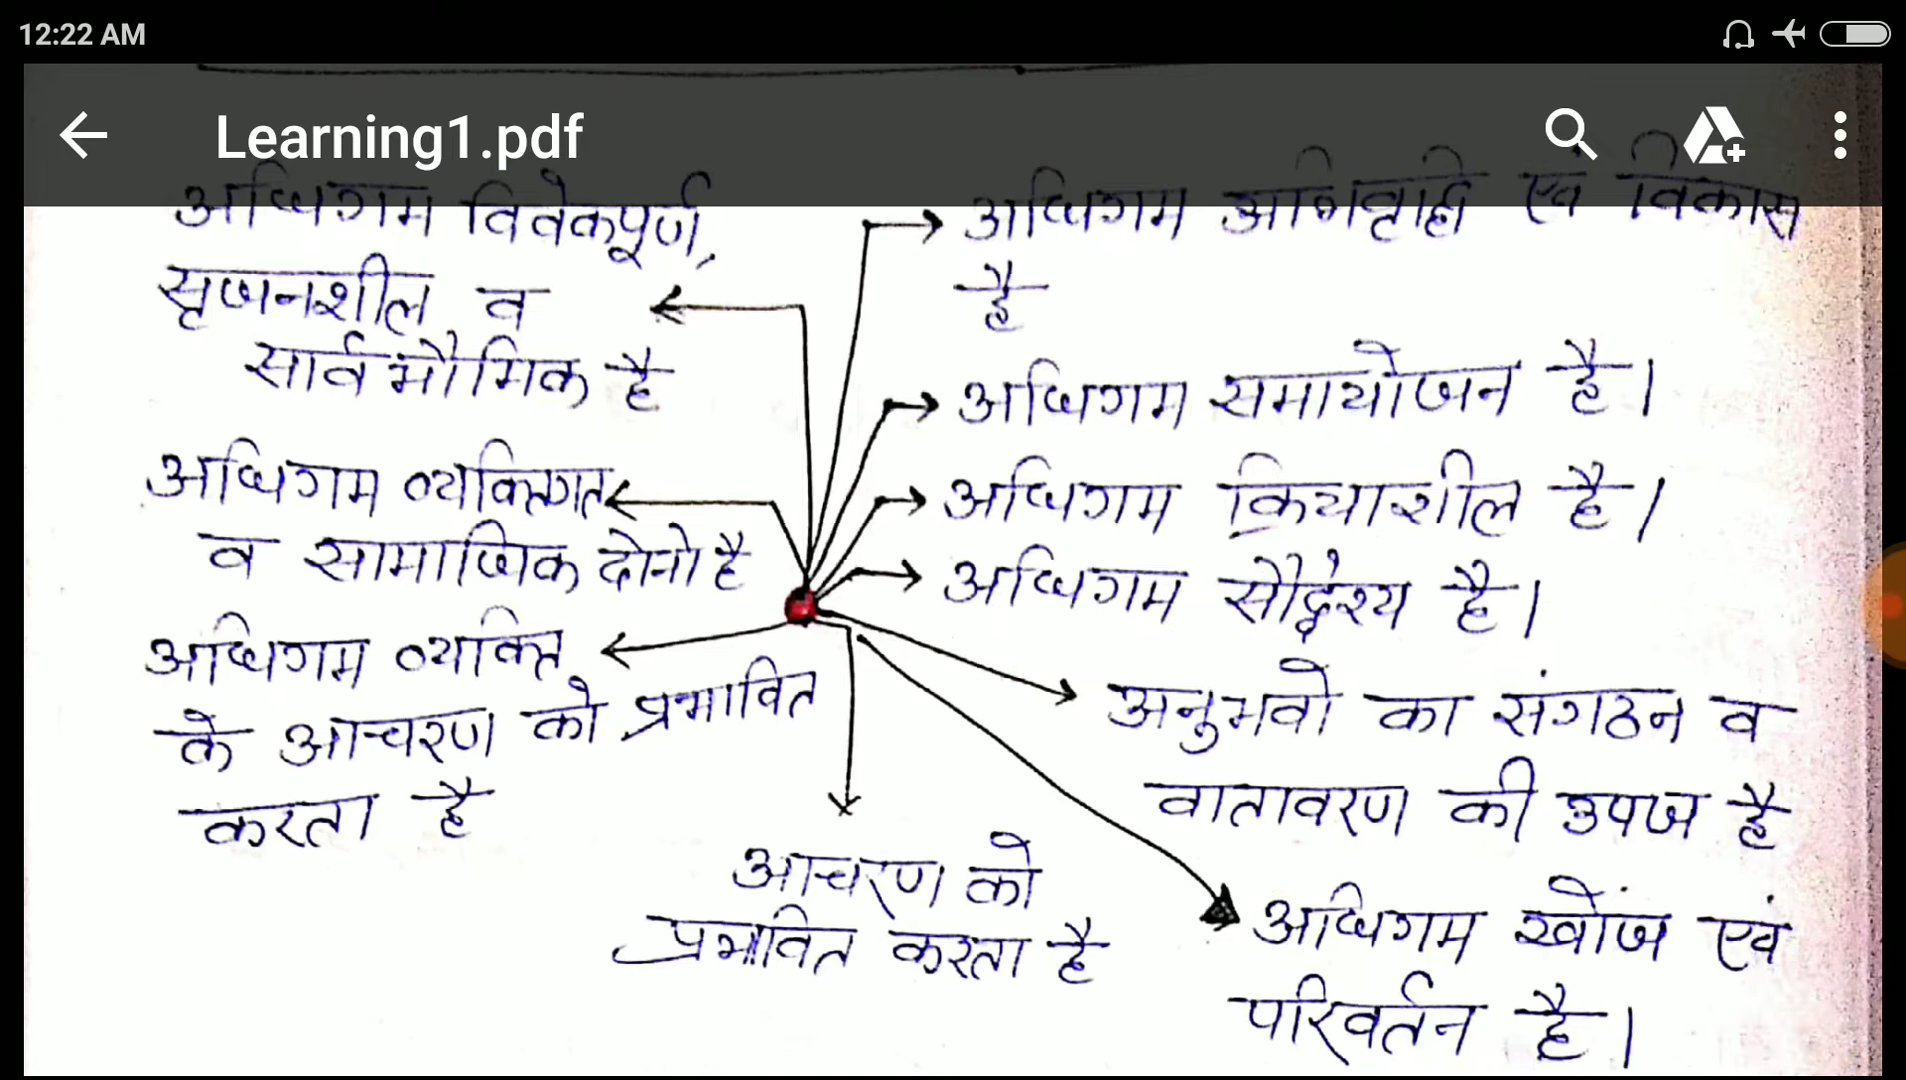 12:22 AM
Learning1.pdf
अधिगम विवेकपूर्ण,
सृजनशील व
सार्वभौमिक है
अधिगम व्यक्तिगत
व सामाजिक दोनो है
अधिगम व्यक्ति
के आचरण को प्रभावित
करता है
आचरण को
प्रभावित करता है
अधिगम एवं विकास
है
अधिगम समायोजन है।
अधिगम क्रियाशील है।
अधिगम सौद्देश्य है।
अनुभवो का संगठन व
वातावरण की उपज है
अधिगम खोंज एवं
परिवर्तन है।